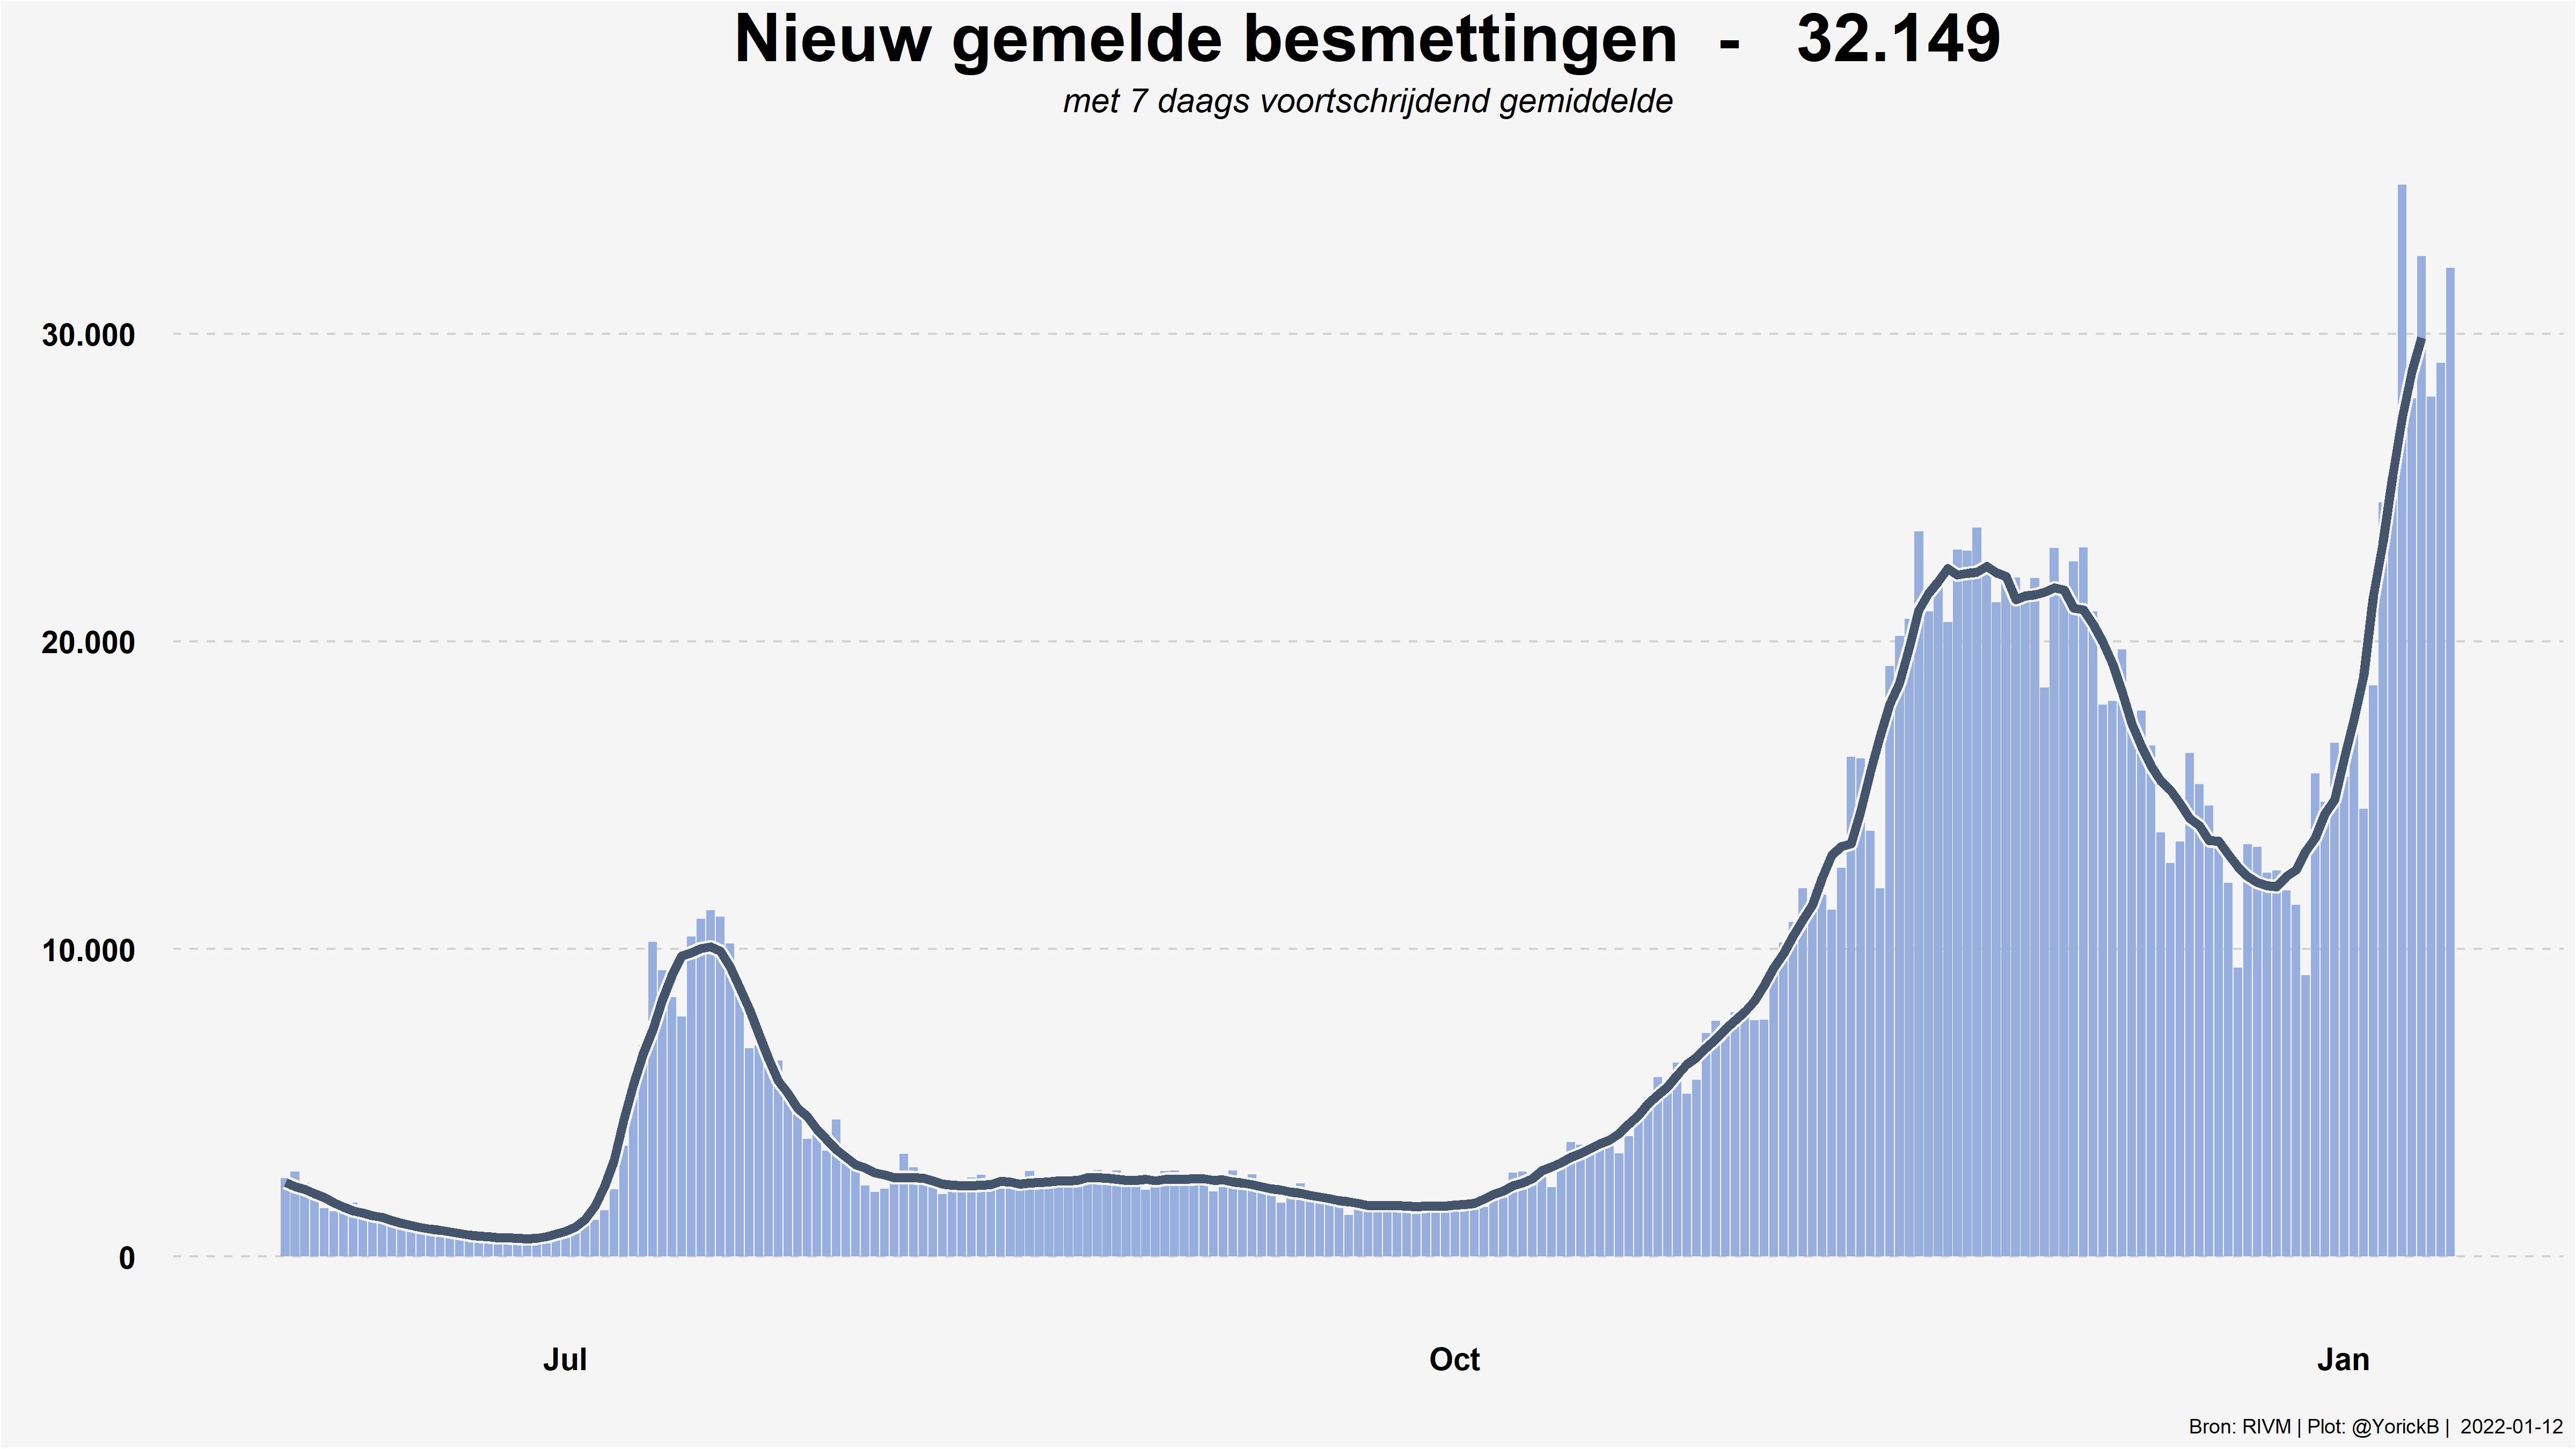 Nieuw gemelde besmettingen - 32.149
met 7 daags voortschrijdend gemiddelde
30.000
20.000
10.000
0
Jul Oct Jan
Bron: RIVM | Plot: @YorickB | 2022-01-12